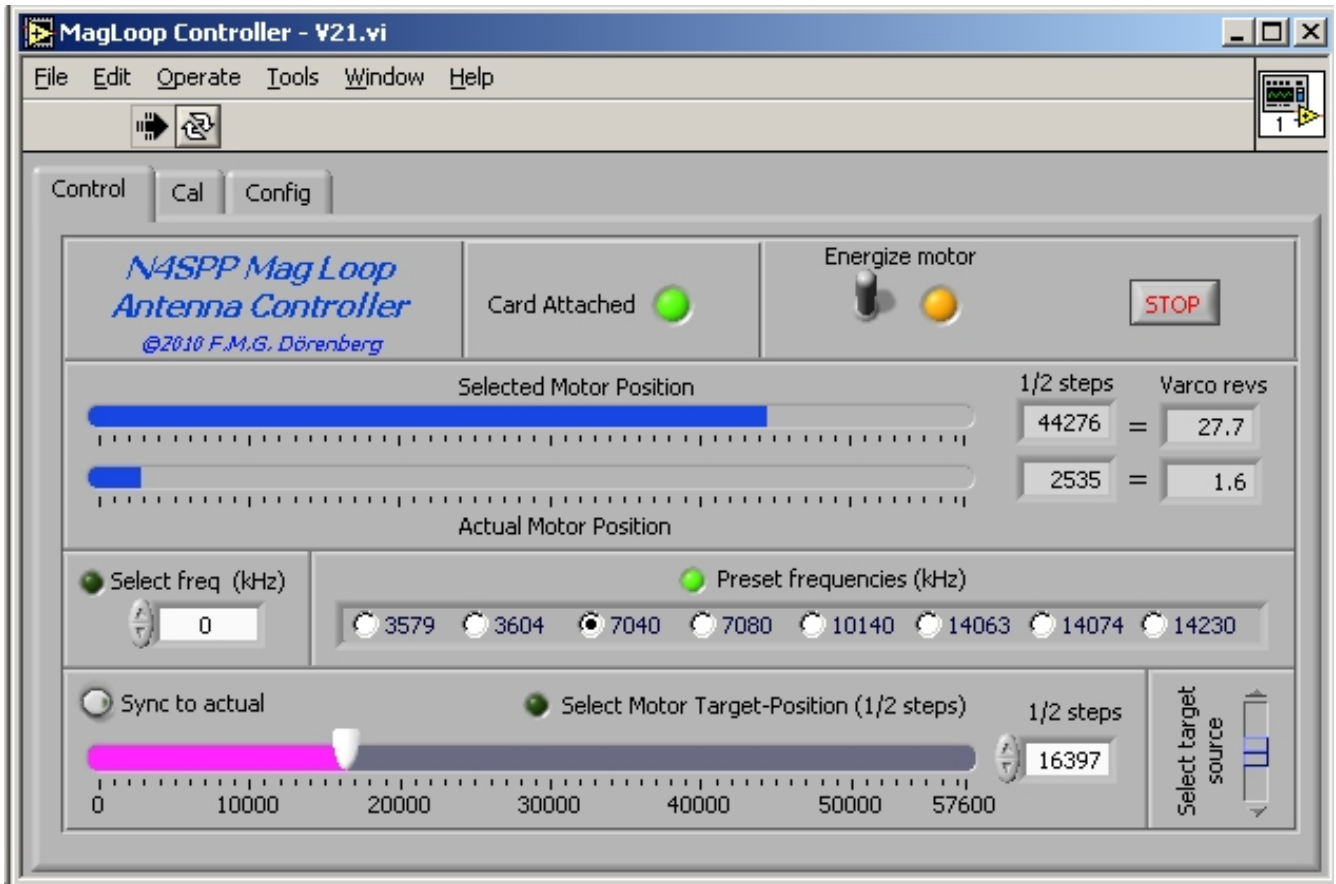 MagLoop Controller - V21.vi
File Edit Operate Tools Window Help
1
Control Cal Config
N4SPP Mag Loop
Antenna Controller
©2010 F.M.G. Dörenberg
Card Attached
Energize motor
STOP
Selected Motor Position
1/2 steps Varco revs
44276 = 27.7
2535 = 1.6
Actual Motor Position
Select freq (kHz)
0
Preset frequencies (kHz)
3579 3604 7040 7080 10140 14063 14074 14230
Sync to actual
Select Motor Target-Position (1/2 steps)
1/2 steps
16397
0 10000 20000 30000 40000 50000 57600
Select target
source